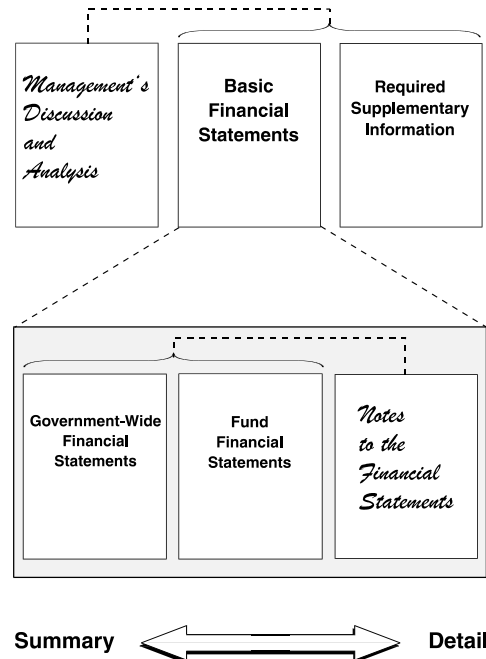 Management's
Discussion
and
Analysis
Basic
Financial
Statements
Required
Supplementary
Information
Government-Wide
Financial
Statements
Fund
Financial
Statements
Notes
to the
Financial
Statements
Summary
Detail